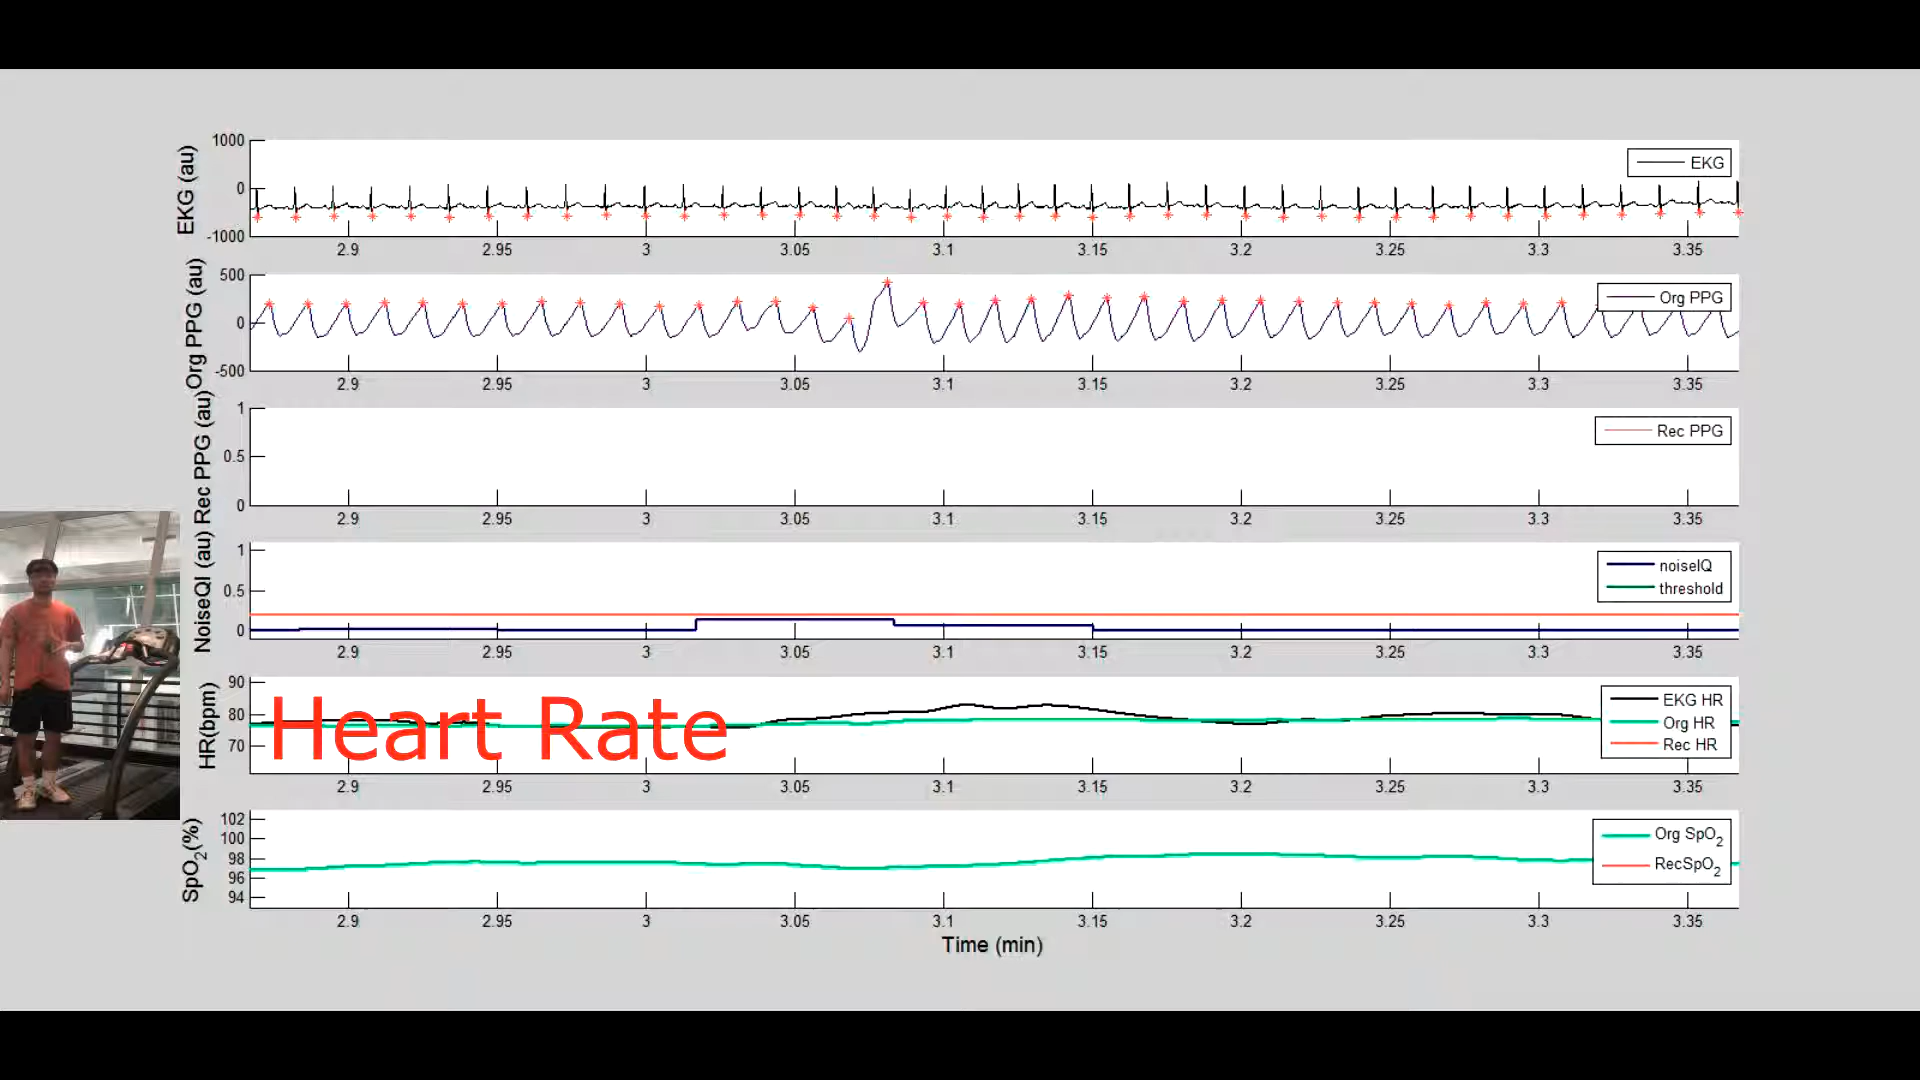 EKG (au)
1000
0
-1000
EKG
2.9 2.95 3 3.05 3.1 3.15 3.2 3.25 3.3 3.35
Org PPG (au)
500
0
-500
Org PPG
2.9 2.95 3 3.05 3.1 3.15 3.2 3.25 3.3 3.35
Rec PPG (au)
1
0.5
0
Rec PPG
2.9 2.95 3 3.05 3.1 3.15 3.2 3.25 3.3 3.35
NoiseQI (au)
1
0.5
0
noiseIQ
threshold
2.9 2.95 3 3.05 3.1 3.15 3.2 3.25 3.3 3.35
HR(bpm)
90
80
70
Heart Rate
EKG HR
Org HR
Rec HR
2.9 2.95 3 3.05 3.1 3.15 3.2 3.25 3.3 3.35
SpO2(%)
102
100
98
96
94
Org SpO2
RecSpO2
2.9 2.95 3 3.05 3.1 3.15 3.2 3.25 3.3 3.35
Time (min)